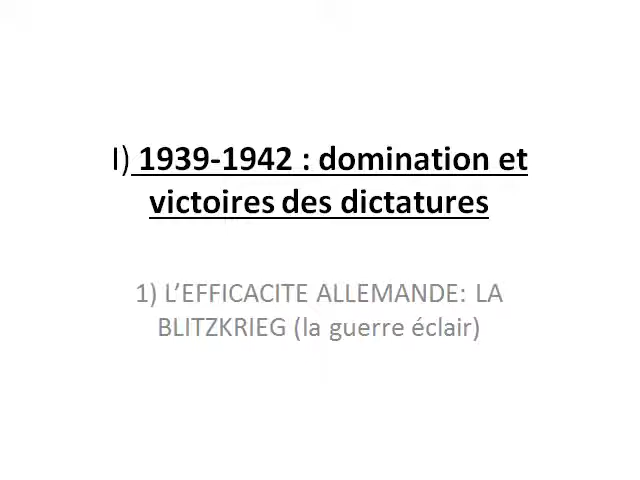 I) 1939-1942 : domination et
victoires des dictatures
1) L’EFFICACITE ALLEMANDE: LA
BLITZKRIEG (la guerre éclair)